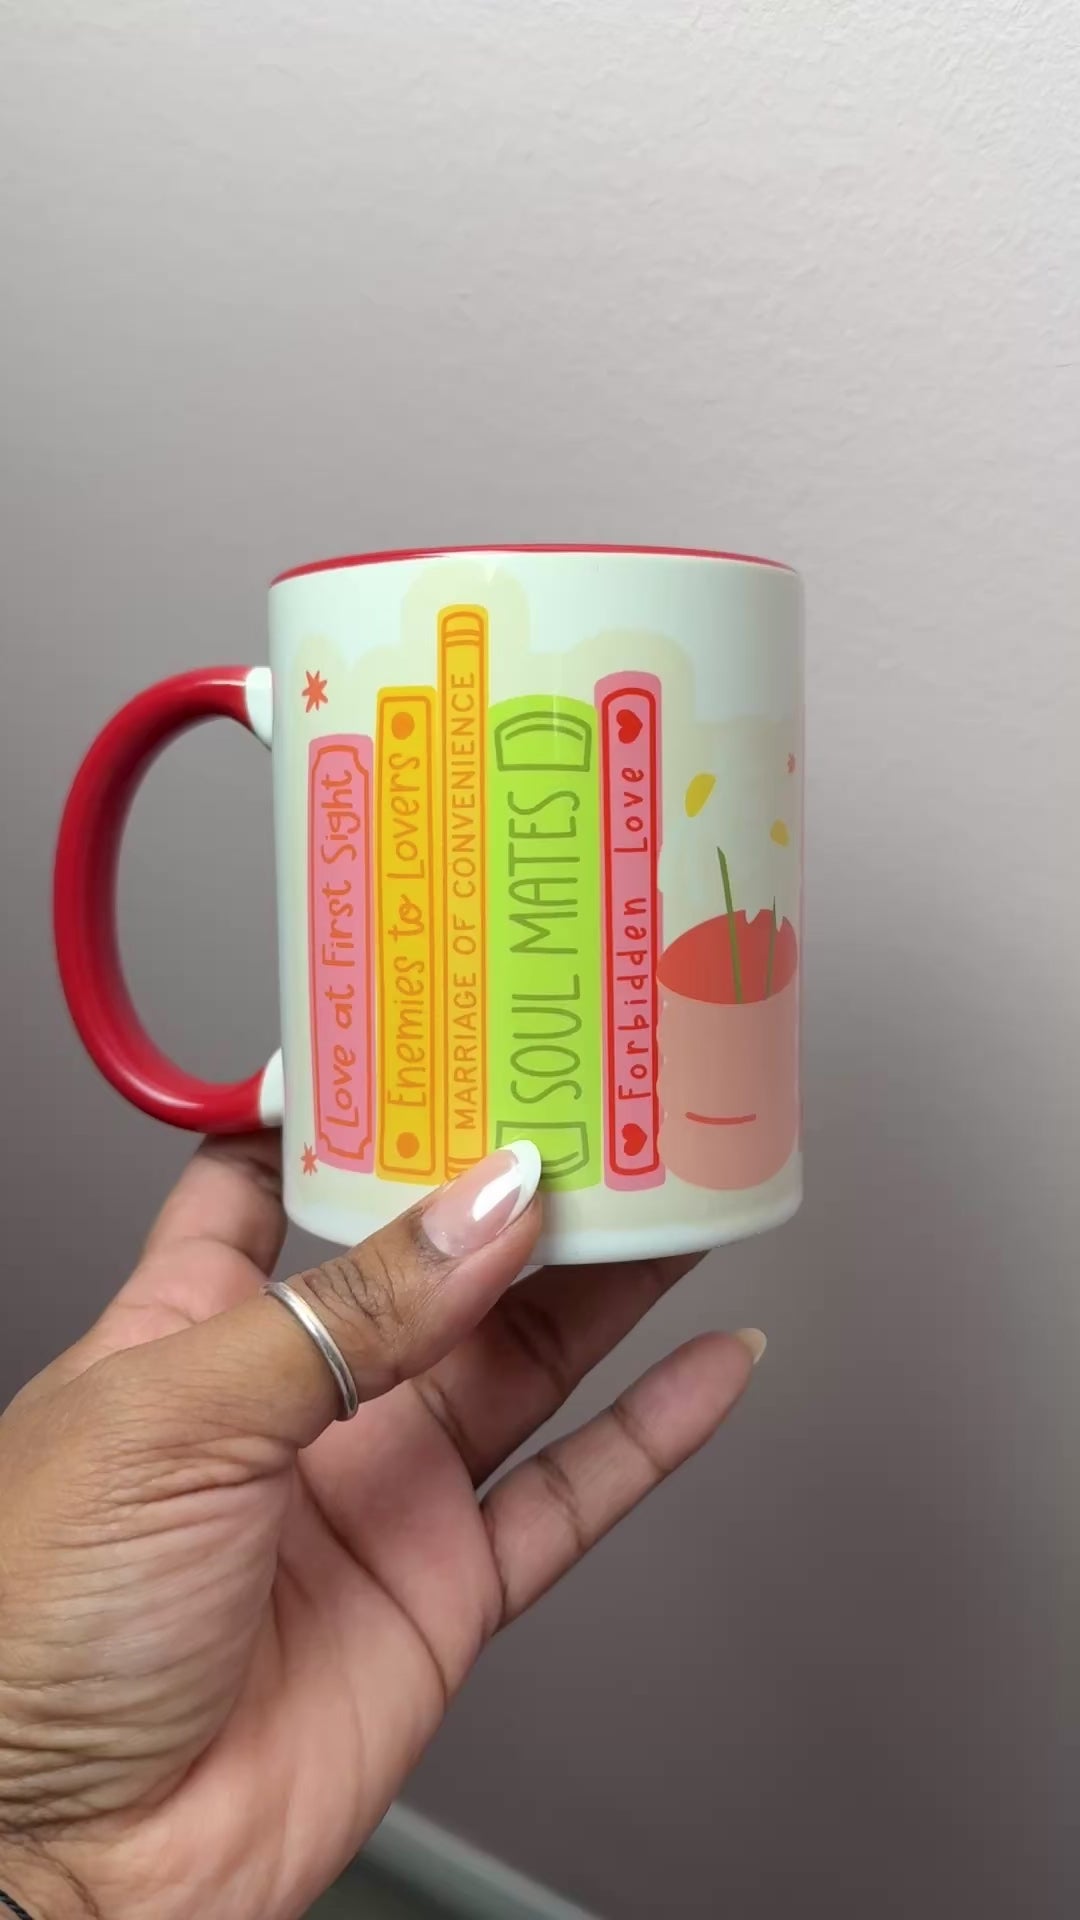 Love at First Sight
Enemies to Lovers
MARRIAGE OF CONVENIENCE
SOUL MATES
Forbidden Love